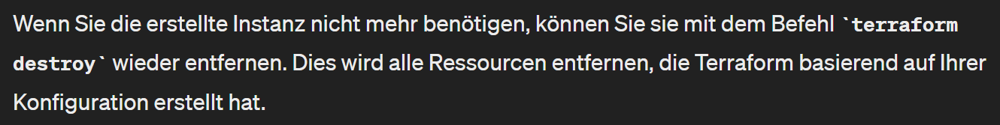 Wenn Sie die erstellte Instanz nicht mehr benötigen, können Sie sie mit dem Befehl `terraform
destroy` wieder entfernen. Dies wird alle Ressourcen entfernen, die Terraform basierend auf Ihrer
Konfiguration erstellt hat.